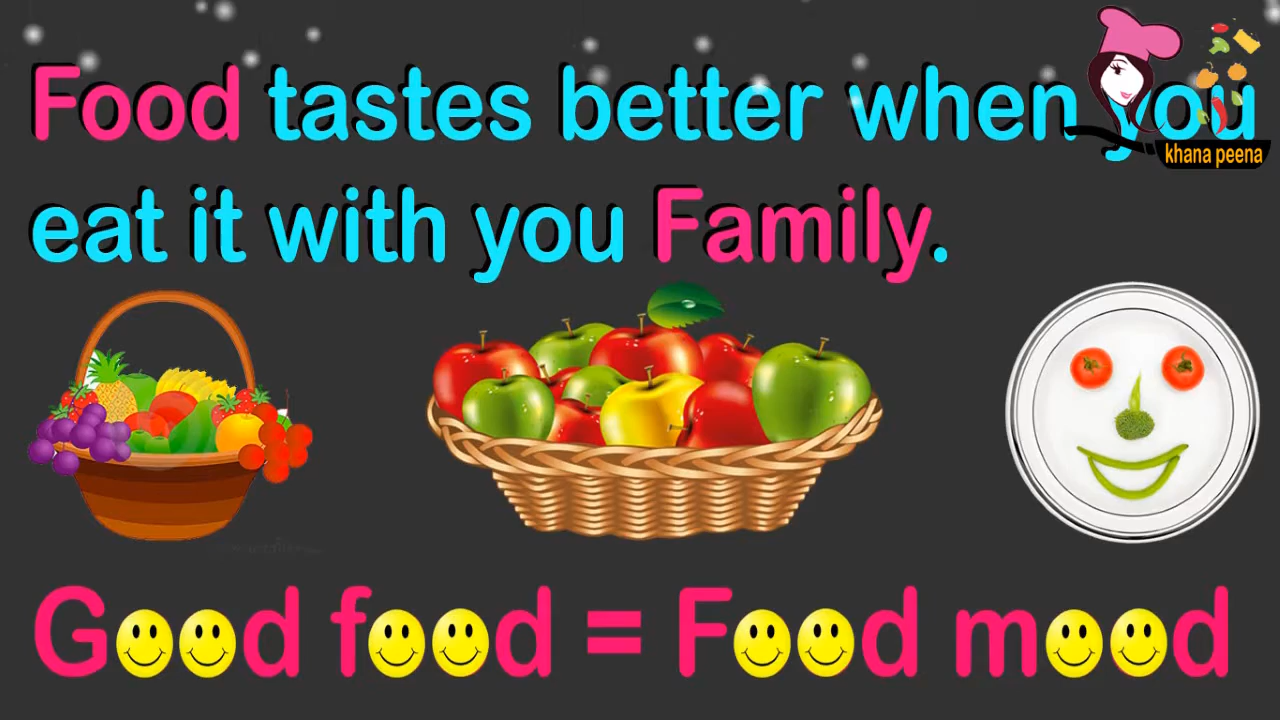 Food tastes better when you
khana peena
eat it with you Family.
Good food = Food mood